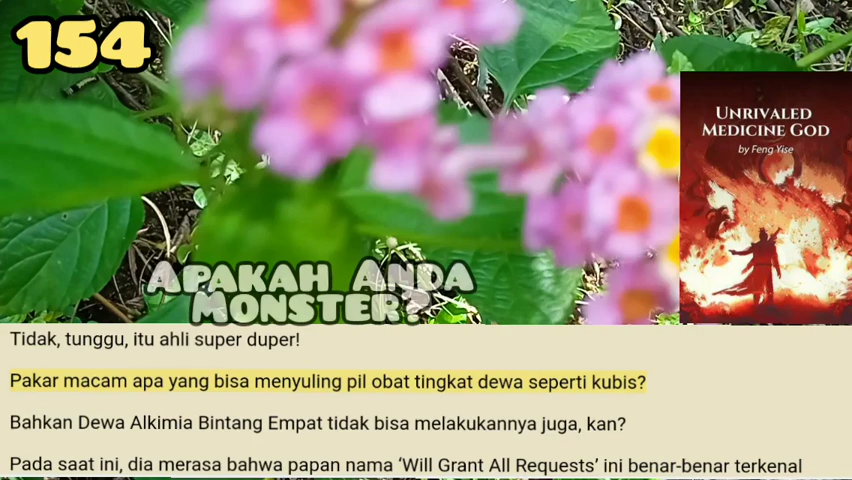 154
UNRIVALED
MEDICINE GOD
by Feng Yise
APAKAH ANDA
MONSTER?
Tidak, tunggu, itu ahli super duper!
Pakar macam apa yang bisa menyuling pil obat tingkat dewa seperti kubis?
Bahkan Dewa Alkimia Bintang Empat tidak bisa melakukannya juga, kan?
Pada saat ini, dia merasa bahwa papan nama ‘Will Grant All Requests’ ini benar-benar terkenal